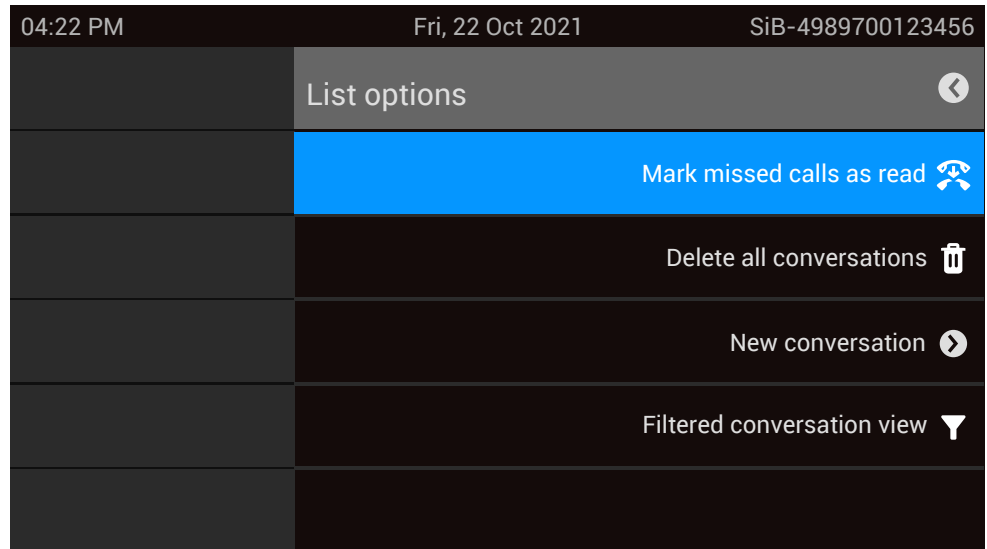 04:22 PM Fri, 22 Oct 2021 SiB-4989700123456
List options
Mark missed calls as read
Delete all conversations
New conversation
Filtered conversation view